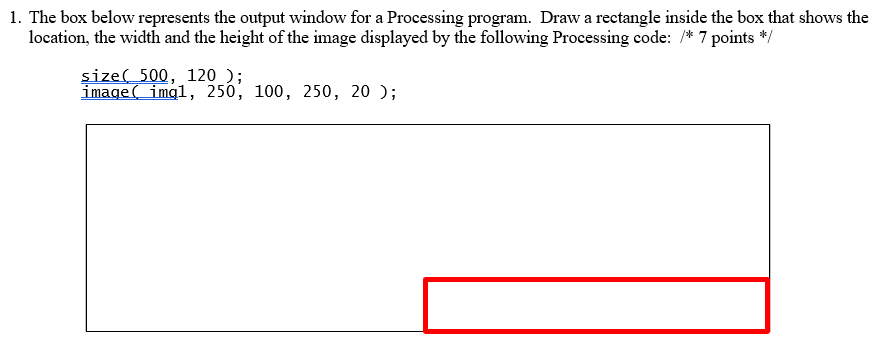 1. The box below represents the output window for a Processing program. Draw a rectangle inside the box that shows the
location, the width and the height of the image displayed by the following Processing code: /* 7 points */
size( 500, 120 );
image( img1, 250, 100, 250, 20 );